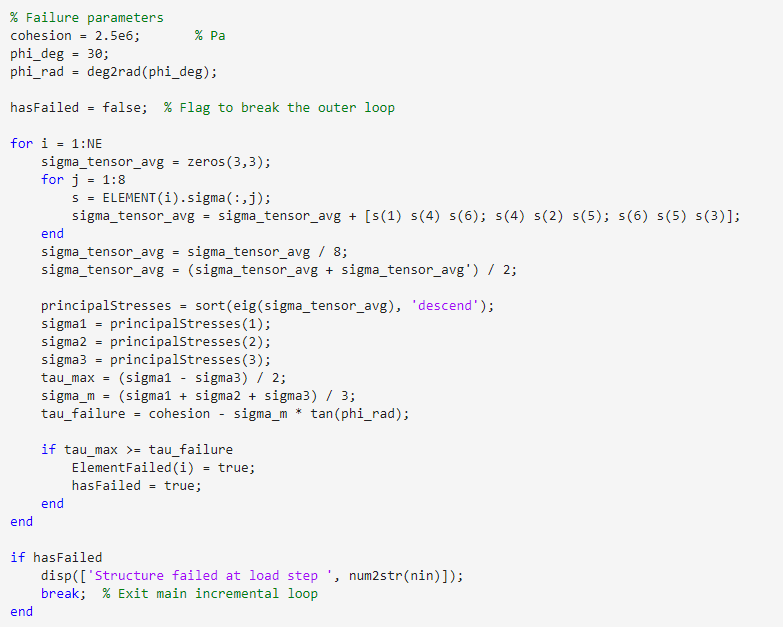 % Failure parameters
cohesion = 2.5e6;       % Pa
phi_deg = 30;
phi_rad = deg2rad(phi_deg);

hasFailed = false;  % Flag to break the outer loop

for i = 1:NE
    sigma_tensor_avg = zeros(3,3);
    for j = 1:8
        s = ELEMENT(i).sigma(:,j);
        sigma_tensor_avg = sigma_tensor_avg + [s(1) s(4) s(6); s(4) s(2) s(5); s(6) s(5) s(3)];
    end
    sigma_tensor_avg = sigma_tensor_avg / 8;
    sigma_tensor_avg = (sigma_tensor_avg + sigma_tensor_avg') / 2;

    principalStresses = sort(eig(sigma_tensor_avg), 'descend');
    sigma1 = principalStresses(1);
    sigma2 = principalStresses(2);
    sigma3 = principalStresses(3);
    tau_max = (sigma1 - sigma3) / 2;
    sigma_m = (sigma1 + sigma2 + sigma3) / 3;
    tau_failure = cohesion - sigma_m * tan(phi_rad);

    if tau_max >= tau_failure
        ElementFailed(i) = true;
        hasFailed = true;
    end
end

if hasFailed
    disp(['Structure failed at load step ', num2str(nin)]);
    break;  % Exit main incremental loop
end